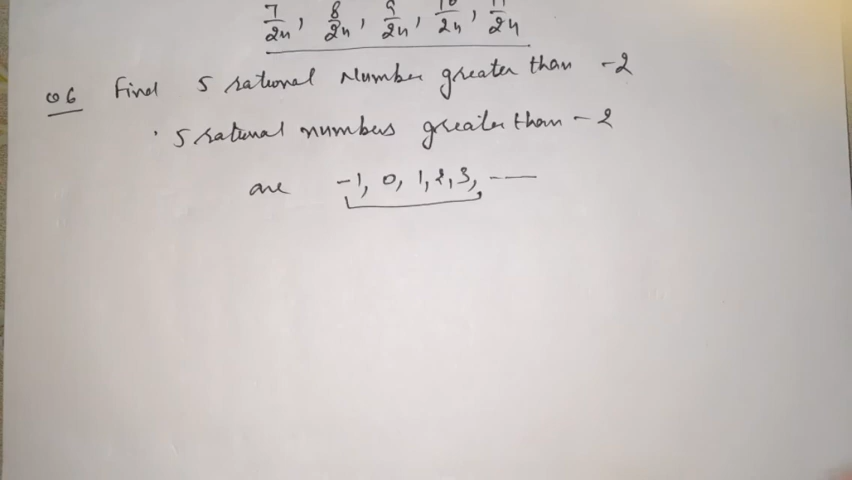 7/24, 8/24, 9/24, 10/24, 11/24
Q6 Find 5 rational Number greater than -2
5 rational numbers greater than -2
are -1, 0, 1, 2, 3, ---